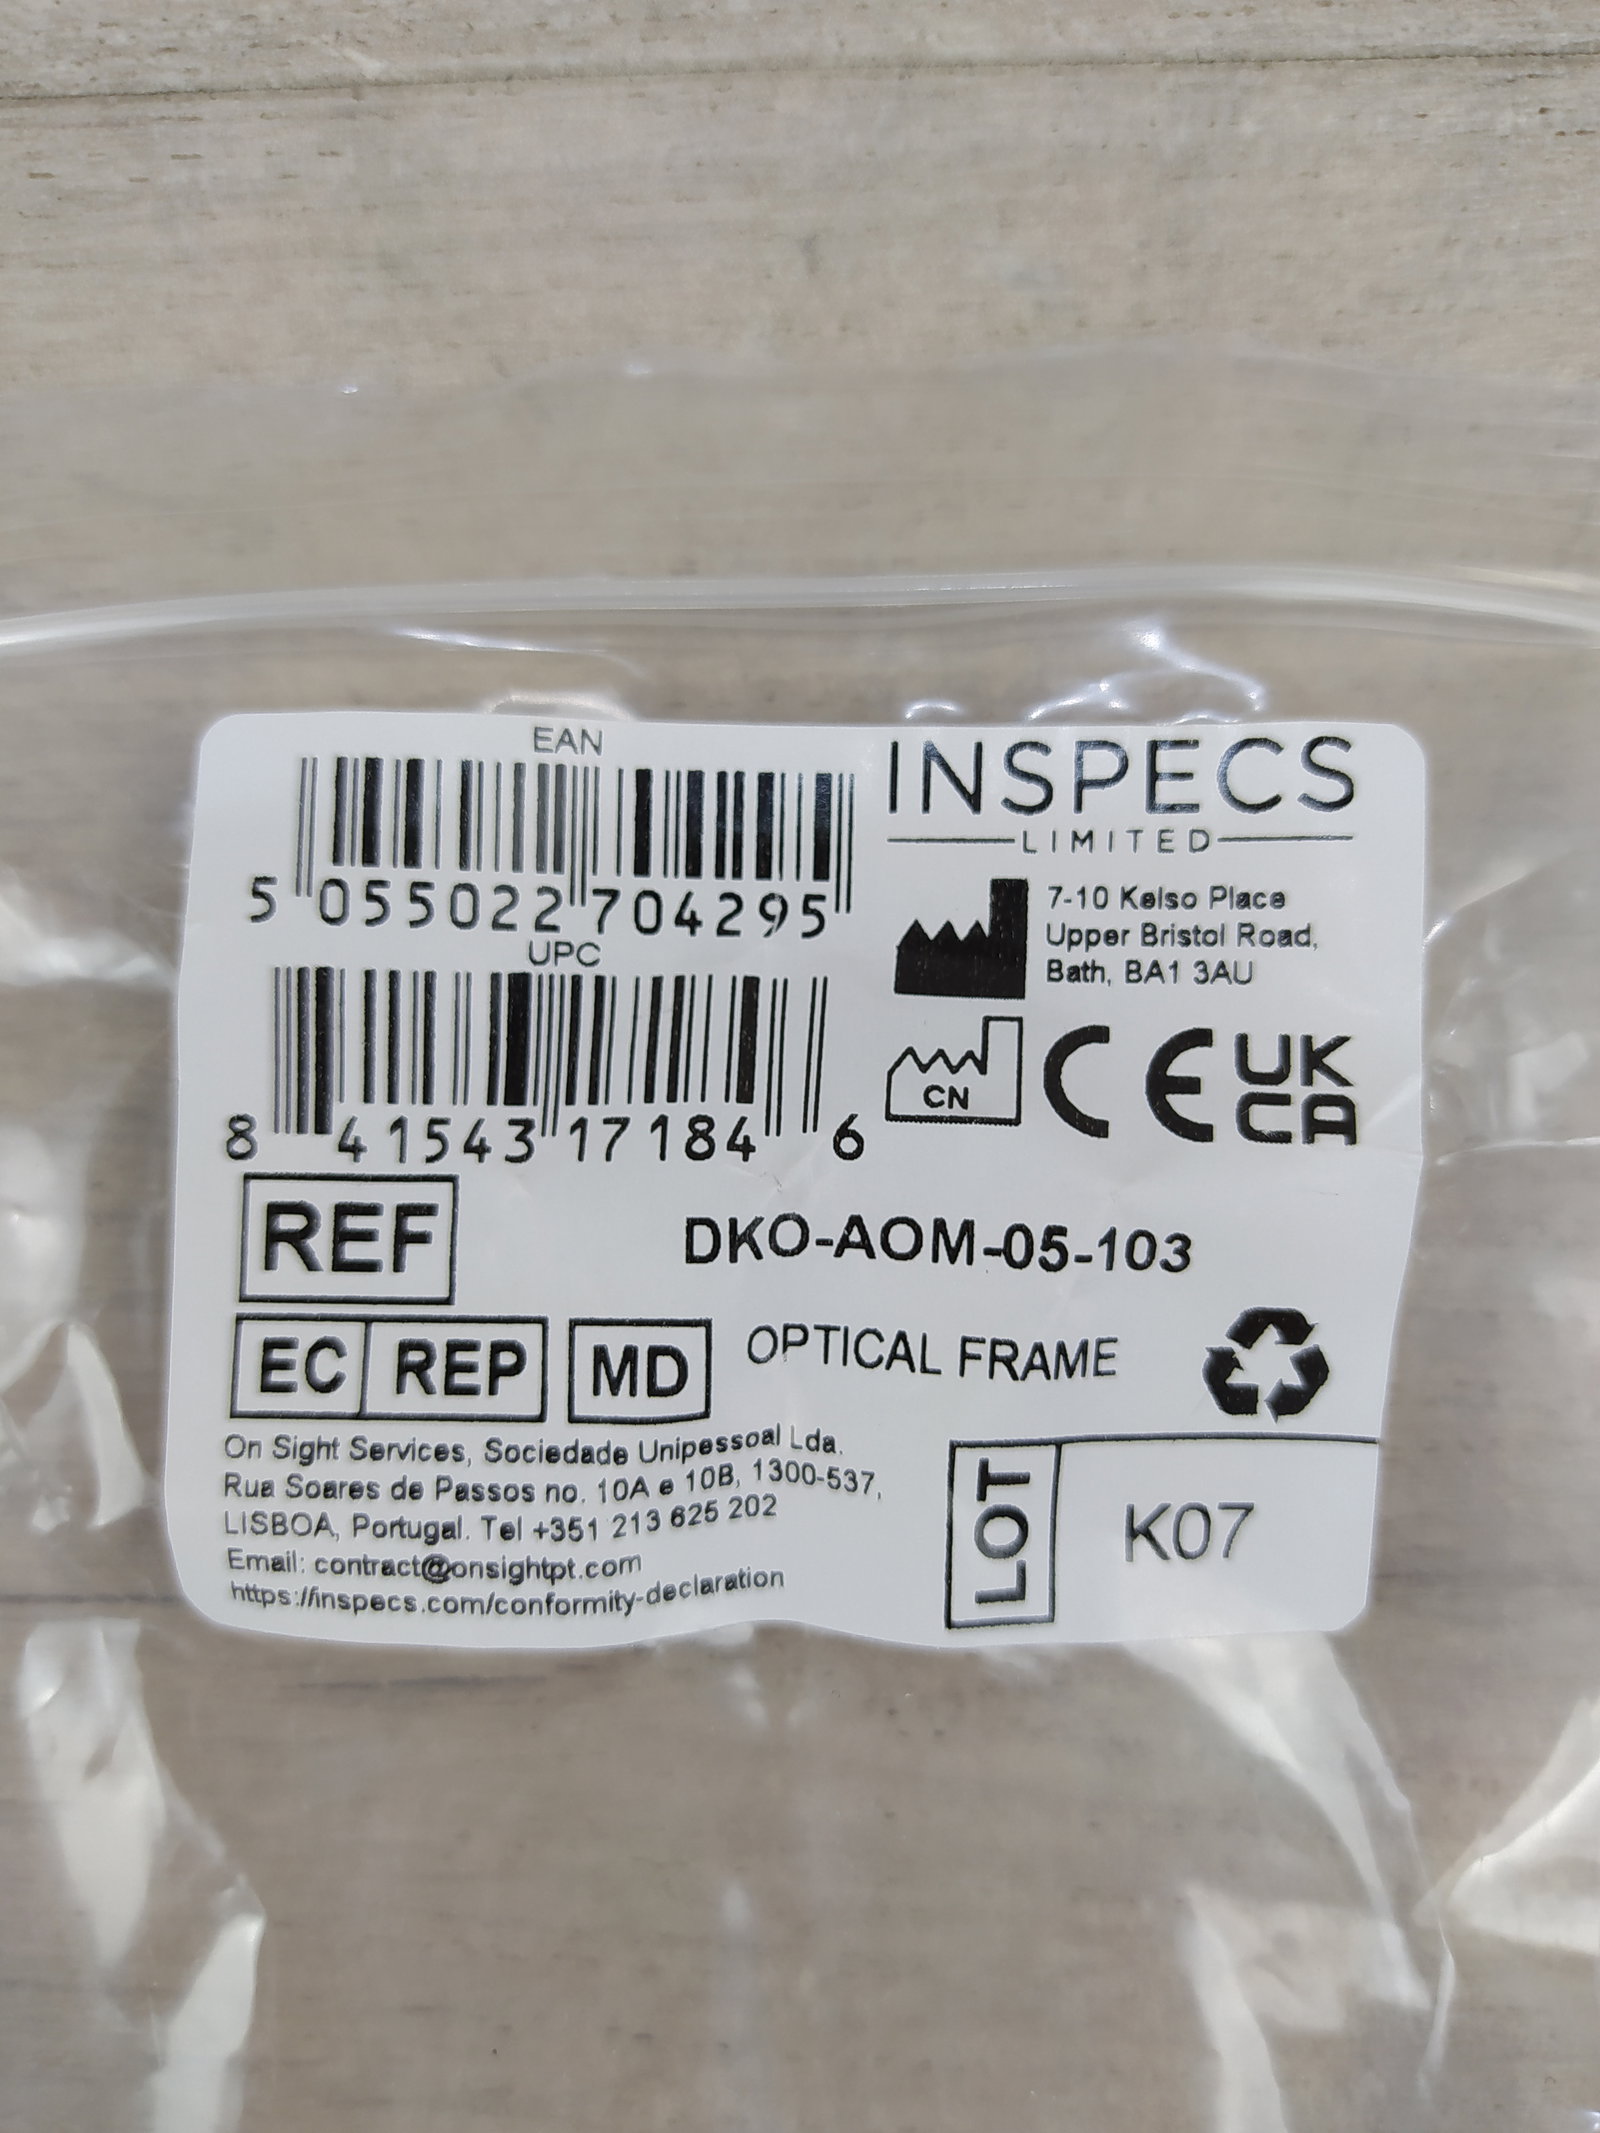 EAN
5 055022 704295
UPC
8 41543 17184 6
INSPECS
LIMITED
7-10 Kelso Place
Upper Bristol Road,
Bath, BA1 3AU
CN
CE
UK
CA
REF
DKO-AOM-05-103
EC REP
MD
OPTICAL FRAME
On Sight Services, Sociedade Unipessoal Lda.
Rua Soares de Passos no. 10A e 10B, 1300-537,
LISBOA, Portugal. Tel +351 213 625 202
Email: contract@onsightpt.com
https://inspecs.com/conformity-declaration
LOT
K07